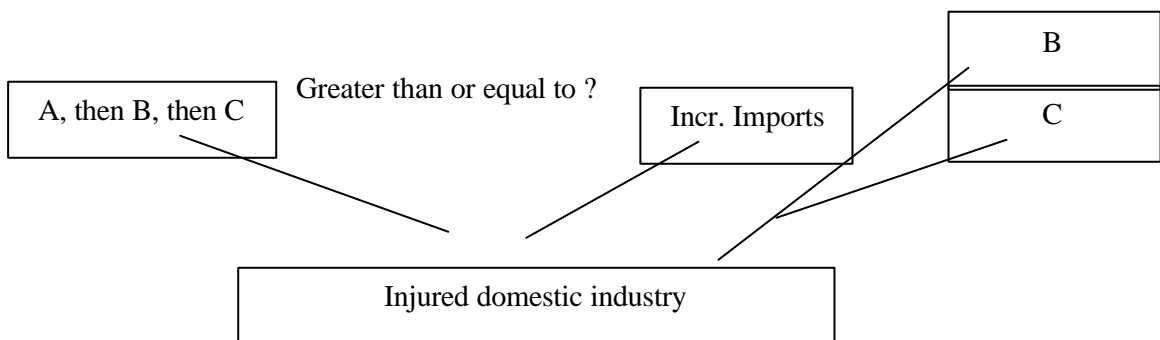 B
Greater than or equal to ?
A, then B, then C
Incr. Imports
C
Injured domestic industry